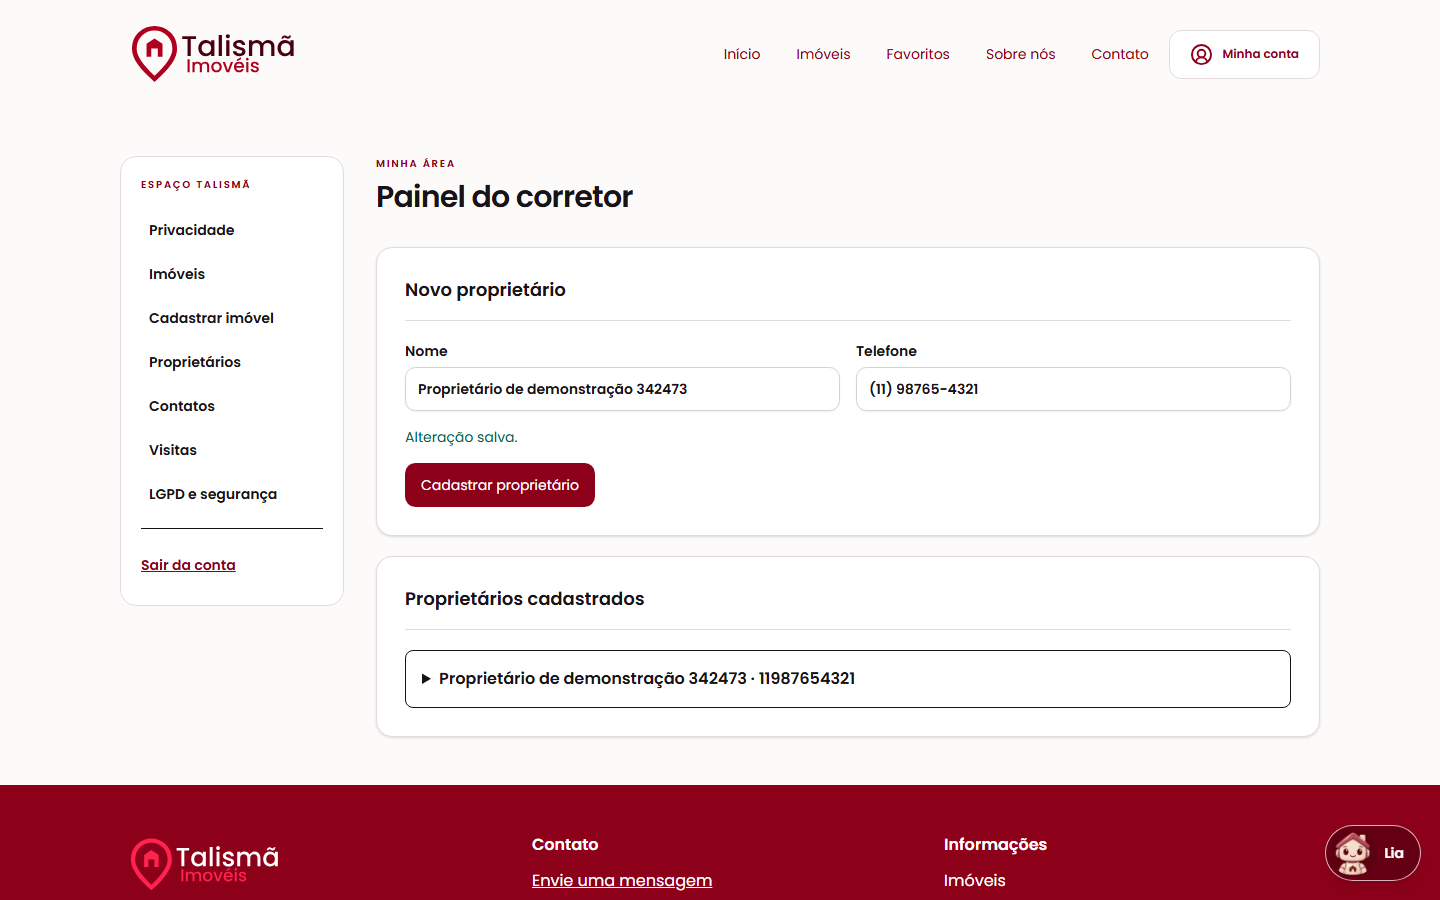 Talismã
Imovéis
Início
Imóveis
Favoritos
Sobre nós
Contato
Minha conta
ESPAÇO TALISMÃ
Privacidade
Imóveis
Cadastrar imóvel
Proprietários
Contatos
Visitas
LGPD e segurança
Sair da conta
MINHA ÁREA
Painel do corretor
Novo proprietário
Nome
Telefone
Proprietário de demonstração 342473
(11) 98765-4321
Alteração salva.
Cadastrar proprietário
Proprietários cadastrados
Proprietário de demonstração 342473 · 11987654321
Talismã
Imovéis
Contato
Envie uma mensagem
Informações
Imóveis
Lia